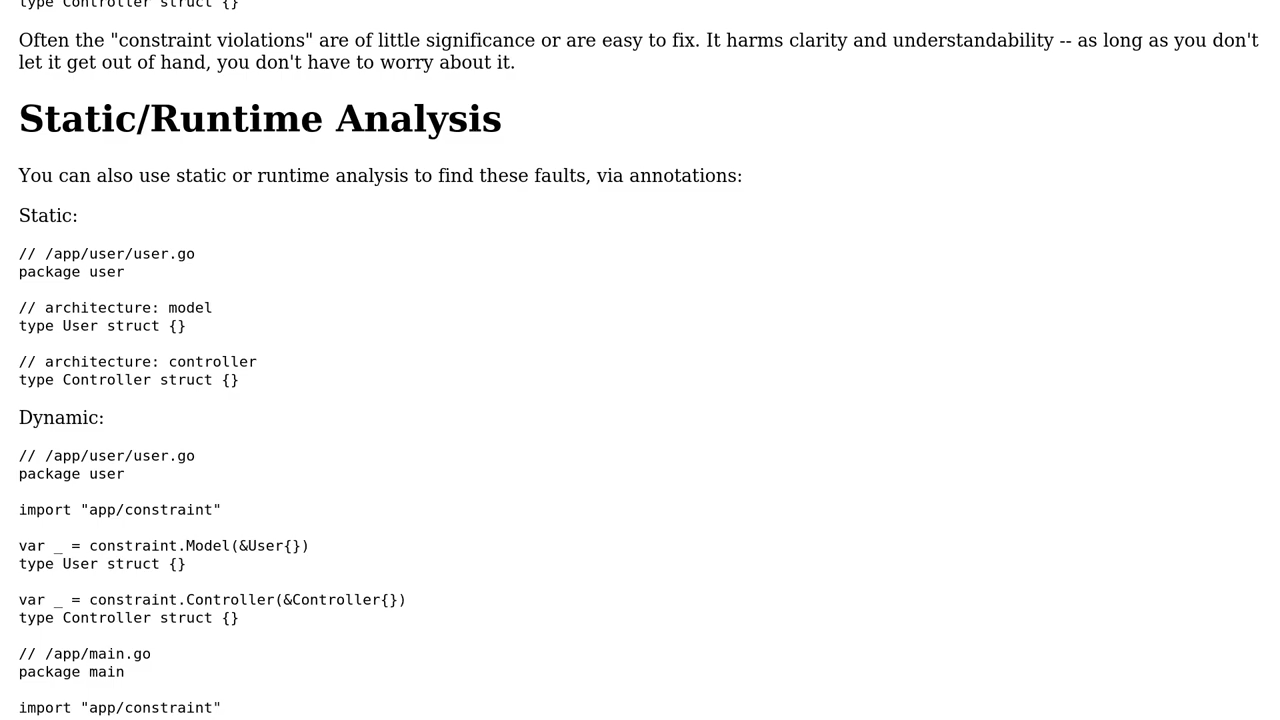 type Controller struct {}
Often the "constraint violations" are of little significance or are easy to fix. It harms clarity and understandability -- as long as you don't
let it get out of hand, you don't have to worry about it.
Static/Runtime Analysis
You can also use static or runtime analysis to find these faults, via annotations:
Static:
// /app/user/user.go
package user
// architecture: model
type User struct {}
// architecture: controller
type Controller struct {}
Dynamic:
// /app/user/user.go
package user
import "app/constraint"
var _ = constraint.Model(&User{})
type User struct {}
var _ = constraint.Controller(&Controller{})
type Controller struct {}
// /app/main.go
package main
import "app/constraint"